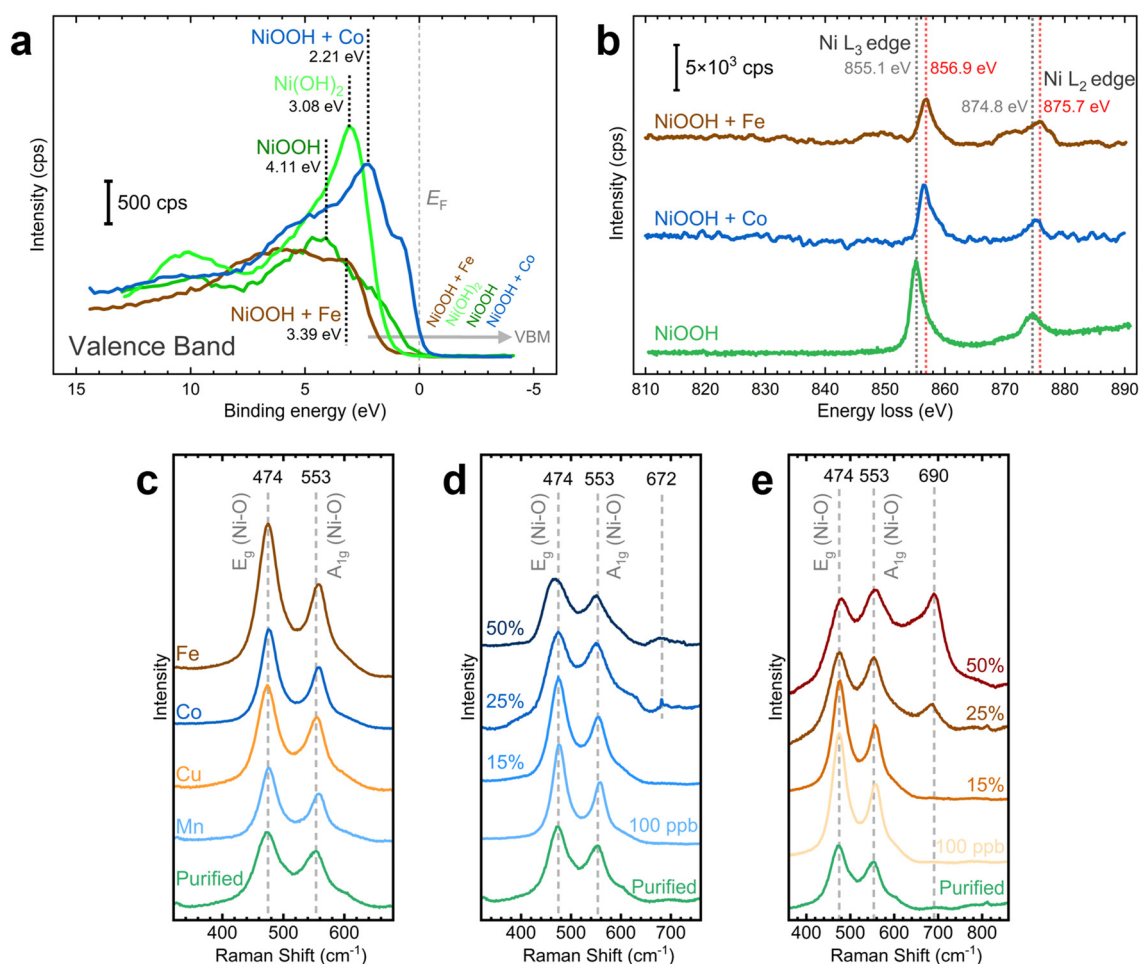 a
NiOOH + Co
2.21 eV
Ni(OH)2
3.08 eV
NiOOH
4.11 eV
500 cps
EF
NiOOH + Fe
Ni(OH)2
NiOOH
NiOOH + Co
VBM
NiOOH + Fe
3.39 eV
Valence Band
Intensity (cps)
15 10 5 0 -5
Binding energy (eV)
b
5×10³ cps
Ni L3 edge
855.1 eV 856.9 eV
Ni L2 edge
874.8 eV 875.7 eV
NiOOH + Fe
NiOOH + Co
NiOOH
Intensity (cps)
810 820 830 840 850 860 870 880 890
Energy loss (eV)
c
474 553
Eg (Ni-O)
A1g (Ni-O)
Fe
Co
Cu
Mn
Purified
Intensity
400 500 600
Raman Shift (cm⁻¹)
d
474 553 672
Eg (Ni-O)
A1g (Ni-O)
50%
25%
15%
100 ppb
Purified
Intensity
400 500 600 700
Raman Shift (cm⁻¹)
e
474 553 690
Eg (Ni-O)
A1g (Ni-O)
50%
25%
15%
100 ppb
Purified
Intensity
400 500 600 700 800
Raman Shift (cm⁻¹)